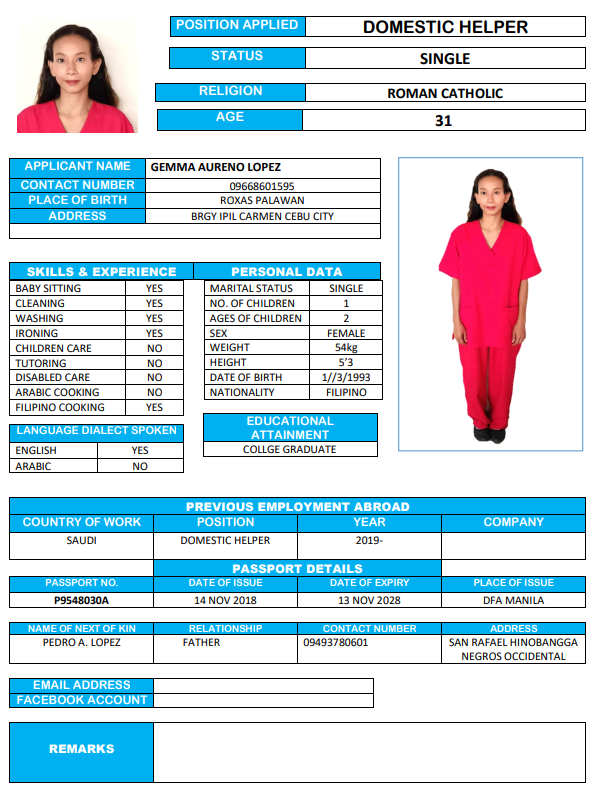 POSITION APPLIED DOMESTIC HELPER
STATUS SINGLE
RELIGION ROMAN CATHOLIC
AGE 31
APPLICANT NAME GEMMA AURENO LOPEZ
CONTACT NUMBER 09668601595
PLACE OF BIRTH ROXAS PALAWAN
ADDRESS BRGY IPIL CARMEN CEBU CITY
SKILLS & EXPERIENCE PERSONAL DATA
BABY SITTING YES MARITAL STATUS SINGLE
CLEANING YES NO. OF CHILDREN 1
WASHING YES AGES OF CHILDREN 2
IRONING YES SEX FEMALE
CHILDREN CARE NO WEIGHT 54kg
TUTORING NO HEIGHT 5'3
DISABLED CARE NO DATE OF BIRTH 1//3/1993
ARABIC COOKING NO NATIONALITY FILIPINO
FILIPINO COOKING YES
LANGUAGE DIALECT SPOKEN
ENGLISH YES
ARABIC NO
EDUCATIONAL
ATTAINMENT
COLLGE GRADUATE
PREVIOUS EMPLOYMENT ABROAD
COUNTRY OF WORK POSITION YEAR COMPANY
SAUDI DOMESTIC HELPER 2019-
PASSPORT DETAILS
PASSPORT NO. DATE OF ISSUE DATE OF EXPIRY PLACE OF ISSUE
P9548030A 14 NOV 2018 13 NOV 2028 DFA MANILA
NAME OF NEXT OF KIN RELATIONSHIP CONTACT NUMBER ADDRESS
PEDRO A. LOPEZ FATHER 09493780601 SAN RAFAEL HINOBANGGA
NEGROS OCCIDENTAL
EMAIL ADDRESS
FACEBOOK ACCOUNT
REMARKS